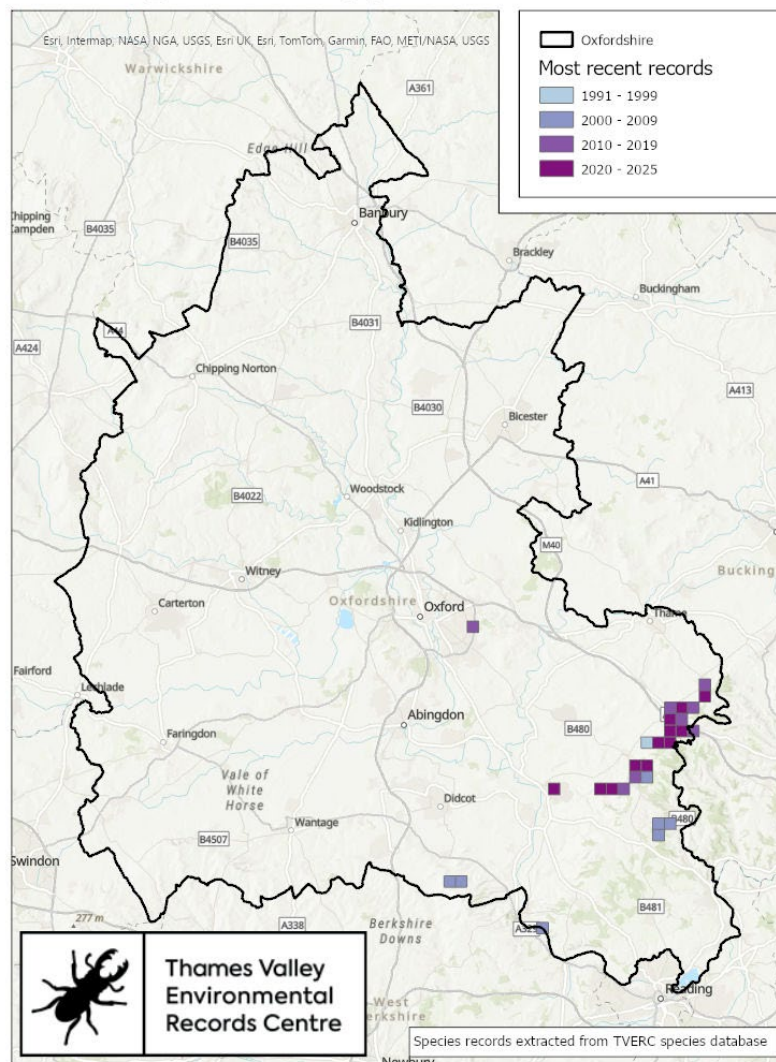 Esri, Intermap, NASA, NGA, USGS, Esri UK, Esri, TomTom, Garmin, FAO, METI/NASA, USGS
Oxfordshire
Most recent records
1991 - 1999
2000 - 2009
2010 - 2019
2020 - 2025
Warwickshire
A361
Edge Hill
Chipping
Campden
B4035
Banbury
B4035
Brackley
Buckingham
A44
B4031
A424
Chipping Norton
A413
B4030
Bicester
A41
B4022
Woodstock
Kidlington
M40
Witney
Bucking
Carterton
Oxfordshire
Oxford
Thame
Fairford
Lechlade
Abingdon
B480
Faringdon
Vale of
White
Horse
Didcot
B4507
Wantage
B480
Swindon
277 m
A338
Berkshire
Downs
B481
Reading
West
erkshire
Thames Valley
Environmental
Records Centre
Species records extracted from TVERC species database